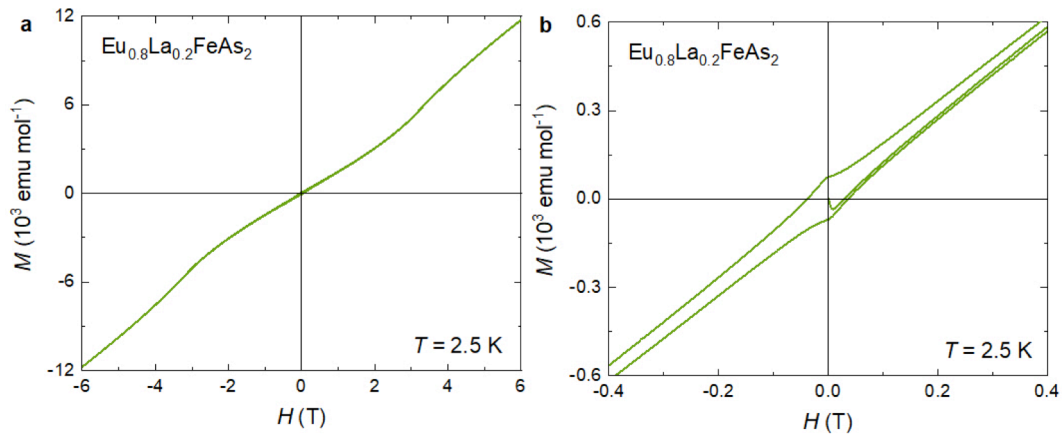 a
12
6
0
-6
-12
M (10³ emu mol⁻¹)
Eu₀.₈La₀.₂FeAs₂
T = 2.5 K
-6 -4 -2 0 2 4 6
H (T)
b
0.6
0.3
0.0
-0.3
-0.6
M (10³ emu mol⁻¹)
Eu₀.₈La₀.₂FeAs₂
T = 2.5 K
-0.4 -0.2 0.0 0.2 0.4
H (T)